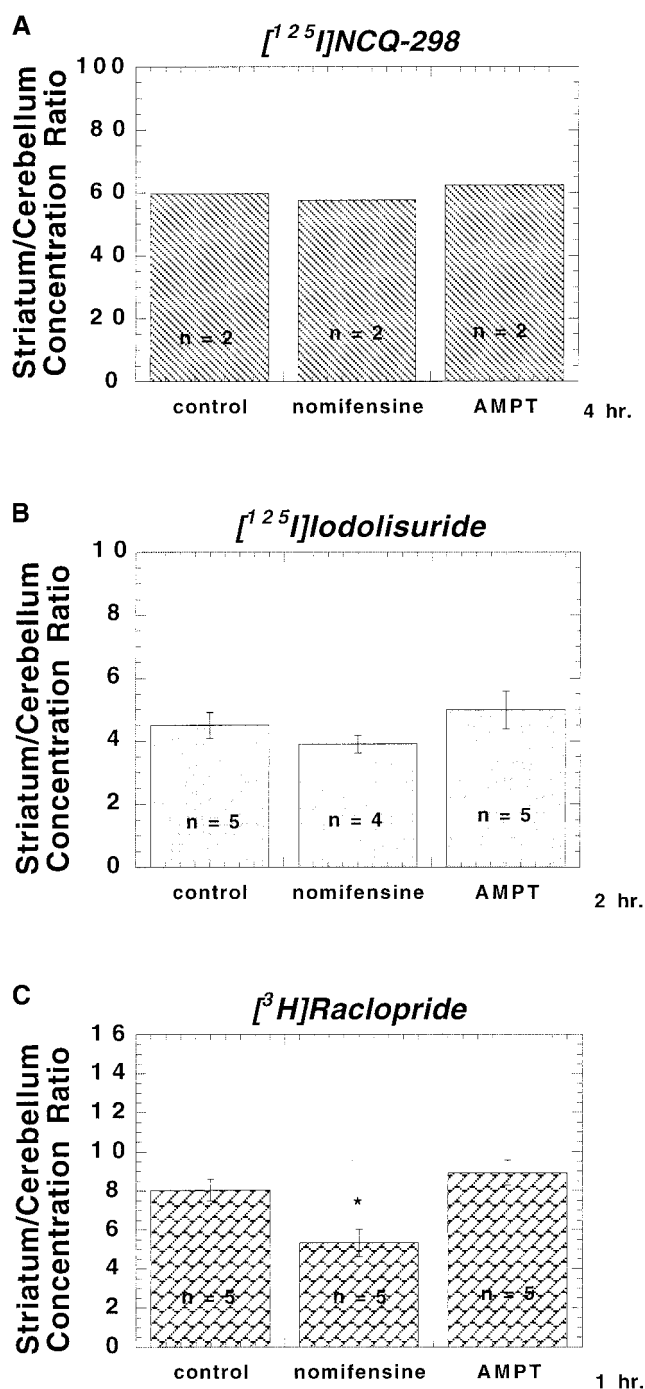 A
[¹²⁵I]NCQ-298
Striatum/Cerebellum
Concentration Ratio
100
80
60
40
20
0
n = 2
n = 2
n = 2
control
nomifensine
AMPT
4 hr.
B
[¹²⁵I]Iodolisuride
Striatum/Cerebellum
Concentration Ratio
10
8
6
4
2
0
n = 5
n = 4
n = 5
control
nomifensine
AMPT
2 hr.
C
[³H]Raclopride
Striatum/Cerebellum
Concentration Ratio
16
14
12
10
8
6
4
2
0
*
n = 5
n = 5
n = 5
control
nomifensine
AMPT
1 hr.